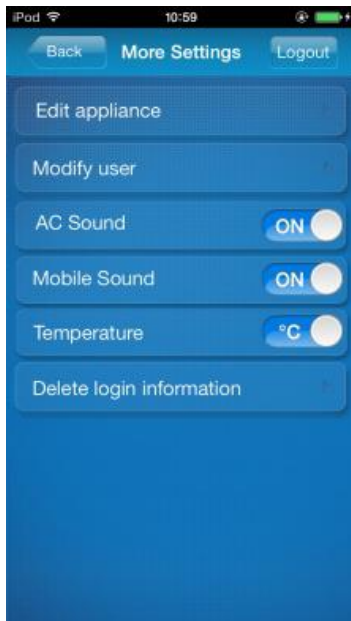 iPod 10:59
Back More Settings Logout
Edit appliance
Modify user
AC Sound ON
Mobile Sound ON
Temperature °C
Delete login information